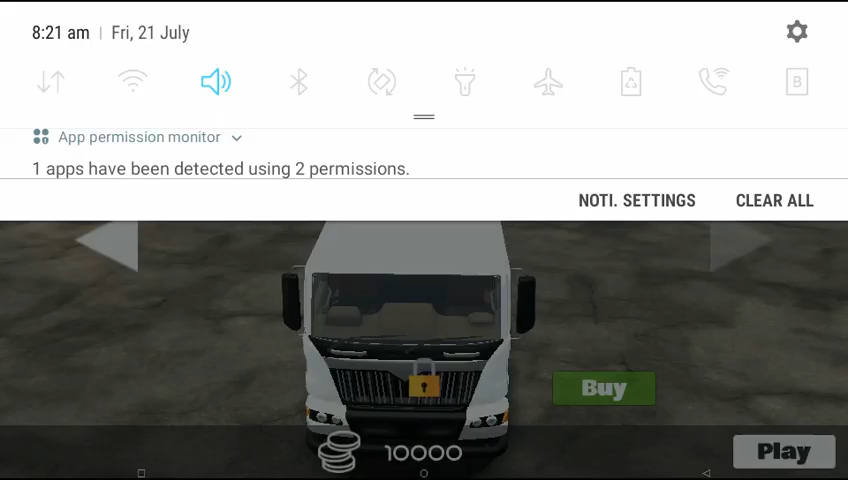 8:21 am | Fri, 21 July
B
App permission monitor
1 apps have been detected using 2 permissions.
NOTI. SETTINGS CLEAR ALL
Buy
10000
Play